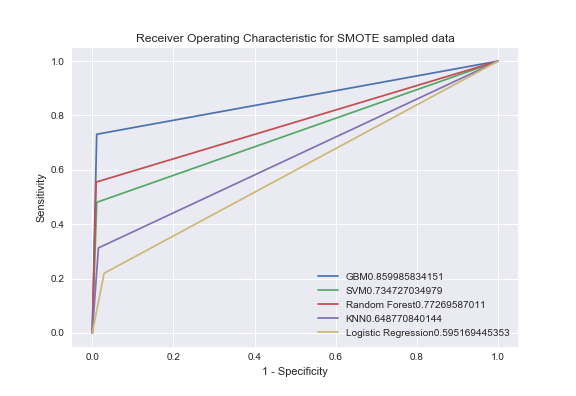 Receiver Operating Characteristic for SMOTE sampled data
1.0
0.8
0.6
0.4
0.2
0.0
Sensitivity
GBM0.859985834151
SVM0.734727034979
Random Forest0.77269587011
KNN0.648770840144
Logistic Regression0.595169445353
0.0 0.2 0.4 0.6 0.8 1.0
1 - Specificity